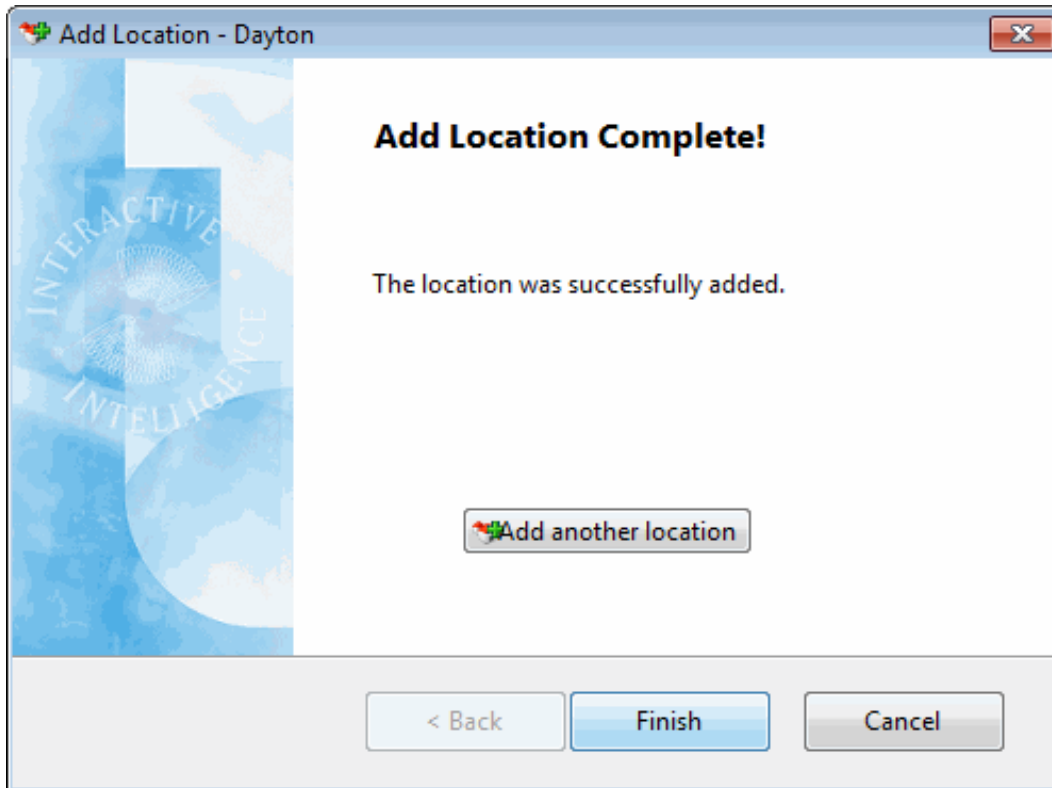 Add Location - Dayton
Add Location Complete!
INTERACTIVE
INTELLIGENCE
The location was successfully added.
Add another location
< Back
Finish
Cancel